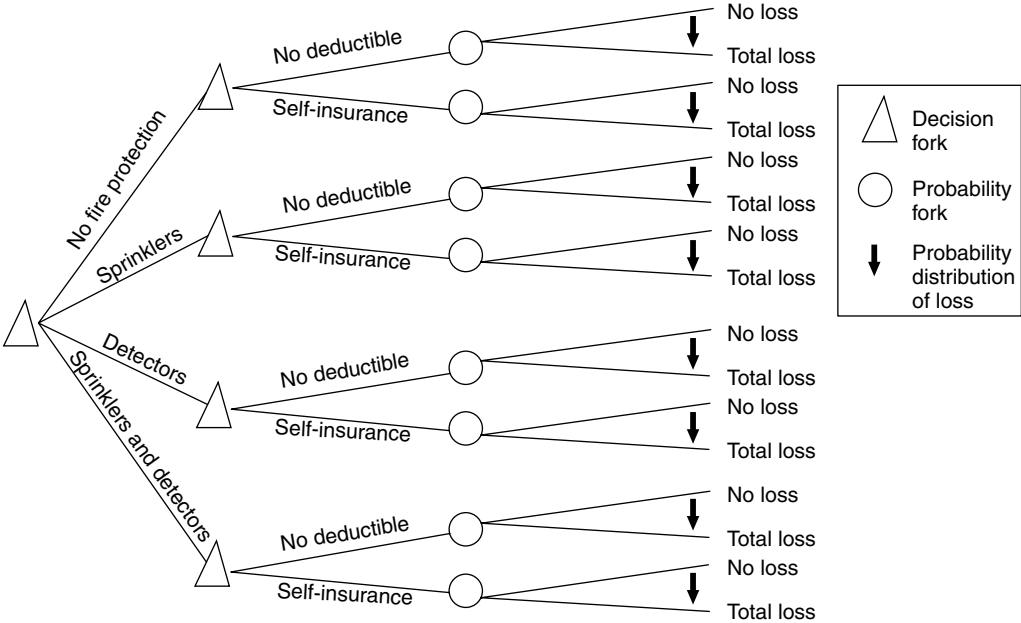 No deductible
No loss
Total loss
Self-insurance
No loss
Total loss
No fire protection
No deductible
No loss
Total loss
Sprinklers
Self-insurance
No loss
Total loss
Detectors
No deductible
No loss
Total loss
Self-insurance
No loss
Total loss
Sprinklers and detectors
No deductible
No loss
Total loss
Self-insurance
No loss
Total loss
Decision
fork
Probability
fork
Probability
distribution
of loss